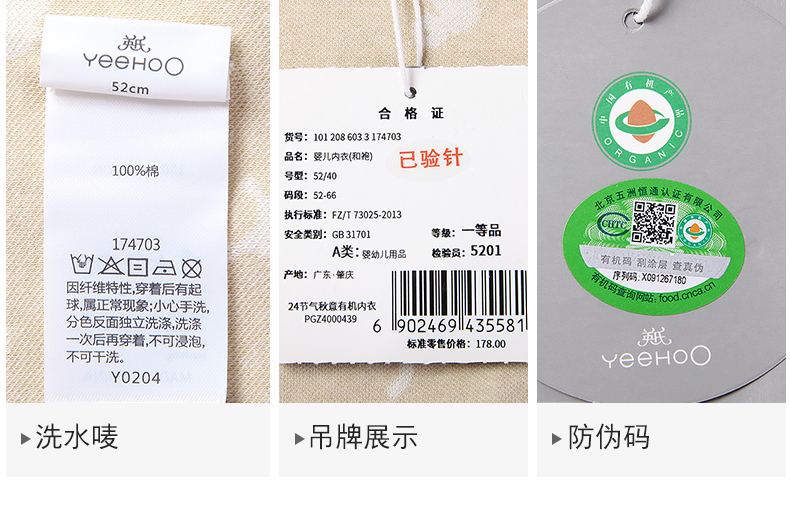 英氏
YeeHOO
52cm
100%棉
174703
因纤维特性,穿着后有起
球,属正常现象;小心手洗,
分色反面独立洗涤,洗涤
一次后再穿着,不可浸泡,
不可干洗。
Y0204
▶洗水唛
合格证
货号: 101 208 603 3 174703
品名: 婴儿内衣(和袍)
已验针
号型: 52/40
码段: 52-66
执行标准: FZ/T 73025-2013
安全类别: GB 31701
等级: 一等品
A类: 婴幼儿用品
检验员: 5201
产地: 广东·肇庆
24节气秋意有机内衣
PGZ4000439
6 902469 435581
标准零售价格: 178.00
▶吊牌展示
中国有机产品
ORGANIC
北京五洲恒通认证有限公司
CHTC
有机码 刮涂层 查真伪
序列码: X091267180
有机码查询网站: food.cnca.cn
英氏
YeeHOO
▶防伪码